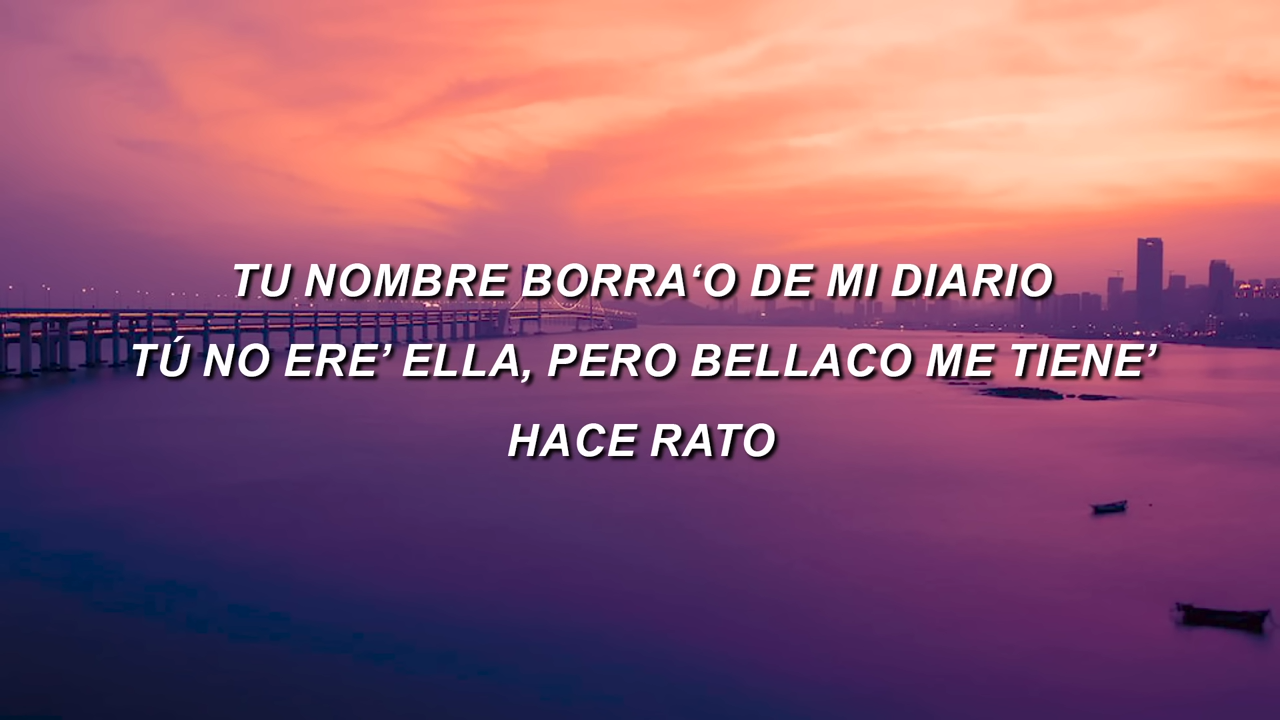 TU NOMBRE BORRA‘O DE MI DIARIO
TÚ NO ERE’ ELLA, PERO BELLACO ME TIENE’
HACE RATO